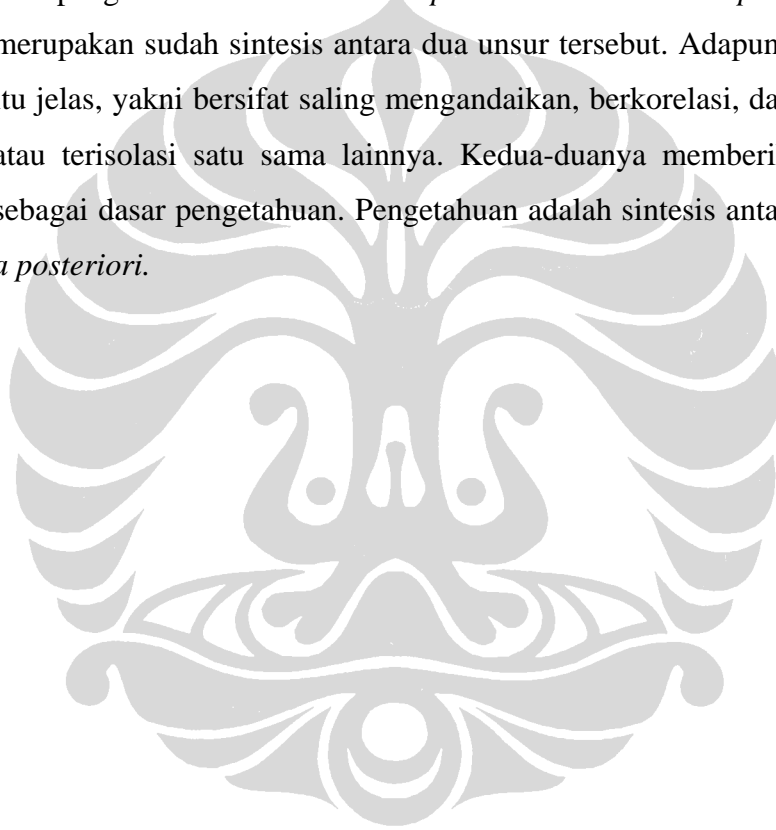 merupakan sudah sintesis antara dua unsur tersebut. Adapun
tu jelas, yakni bersifat saling mengandaikan, berkorelasi, da
atau terisolasi satu sama lainnya. Kedua-duanya memberi
sebagai dasar pengetahuan. Pengetahuan adalah sintesis anta
a posteriori.